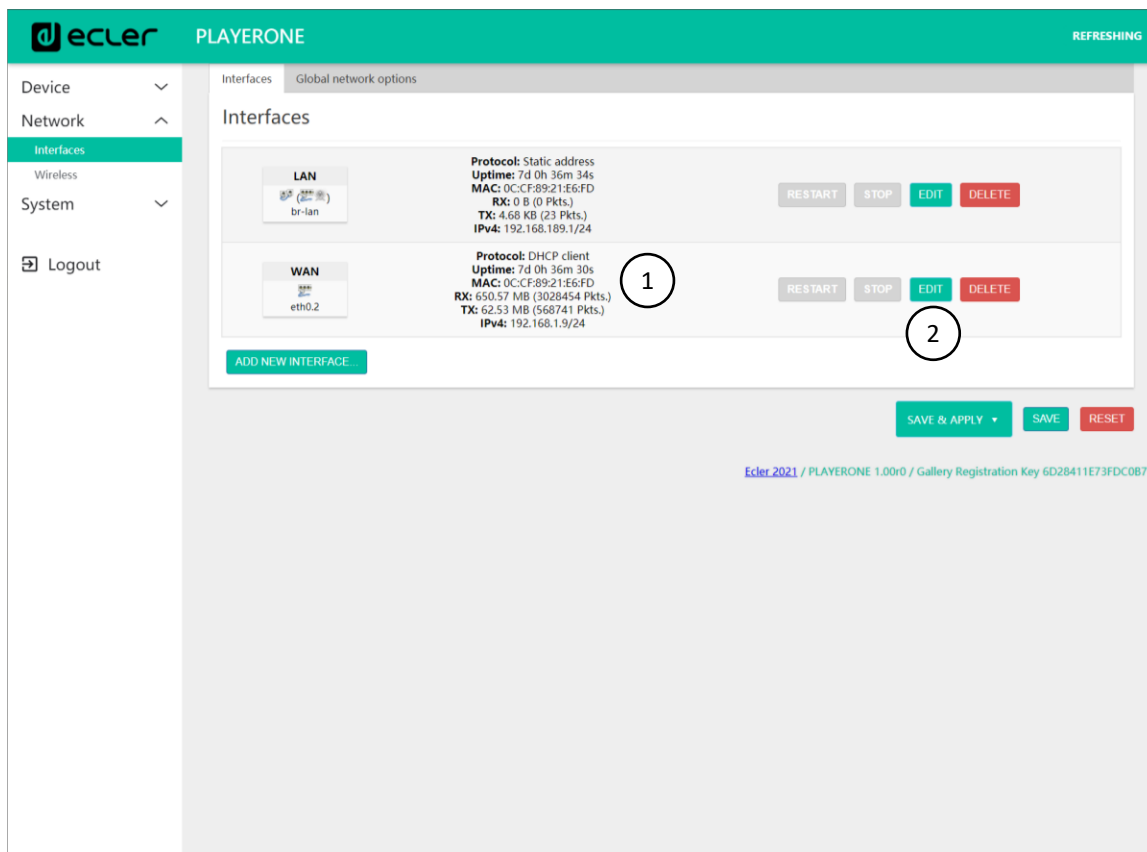 ecler
PLAYERONE
REFRESHING
Device
Network
Interfaces
Wireless
System
Logout
Interfaces
Global network options
Interfaces
LAN
br-lan
Protocol: Static address
Uptime: 7d 0h 36m 34s
MAC: 0C:CF:89:21:E6:FD
RX: 0 B (0 Pkts.)
TX: 4.68 KB (23 Pkts.)
IPv4: 192.168.189.1/24
RESTART STOP EDIT DELETE
WAN
eth0.2
Protocol: DHCP client
Uptime: 7d 0h 36m 30s
MAC: 0C:CF:89:21:E6:FD
RX: 650.57 MB (3028454 Pkts.)
TX: 62.53 MB (568741 Pkts.)
IPv4: 192.168.1.9/24
1
RESTART STOP EDIT DELETE
2
ADD NEW INTERFACE...
SAVE & APPLY SAVE RESET
Ecler 2021 / PLAYERONE 1.00r0 / Gallery Registration Key 6D28411E73FDC0B7